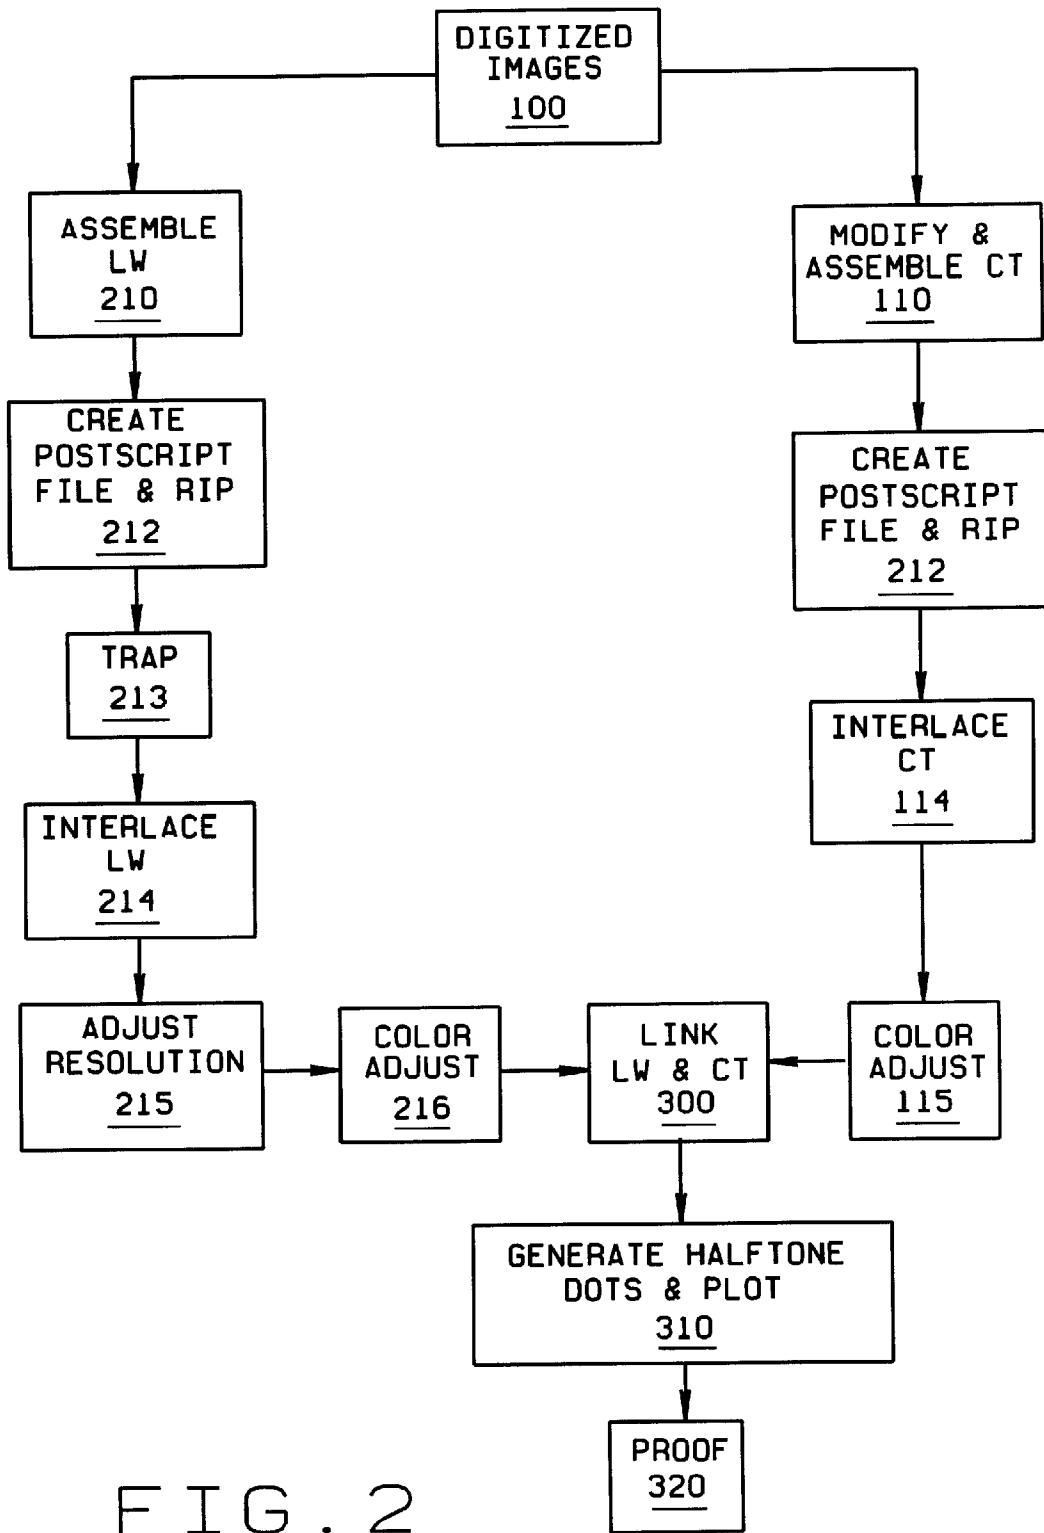 DIGITIZED
IMAGES
100
ASSEMBLE
LW
210
MODIFY &
ASSEMBLE CT
110
CREATE
POSTSCRIPT
FILE & RIP
212
CREATE
POSTSCRIPT
FILE & RIP
212
TRAP
213
INTERLACE
CT
114
INTERLACE
LW
214
ADJUST
RESOLUTION
215
COLOR
ADJUST
216
LINK
LW & CT
300
COLOR
ADJUST
115
GENERATE HALFTONE
DOTS & PLOT
310
PROOF
320
FIG.2